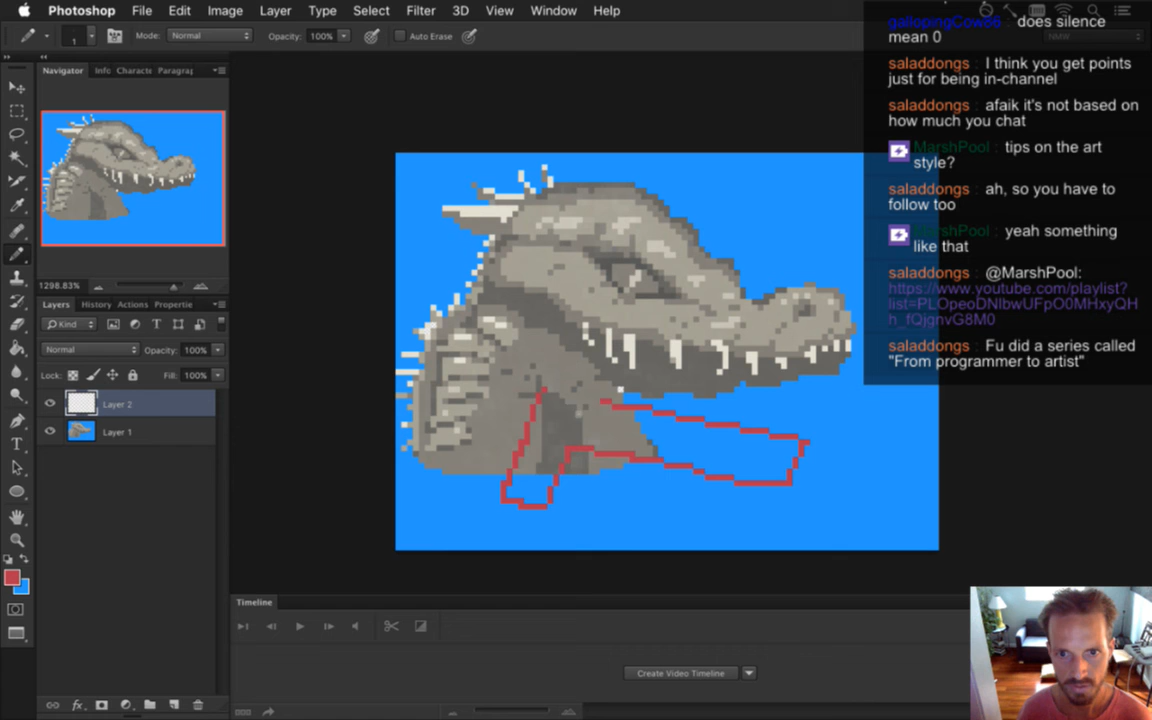 Photoshop File Edit Image Layer Type Select Filter 3D View Window Help
1 Mode: Normal Opacity: 100% Auto Erase
Navigator Info Characte Paragra
1298.83%
Layers History Actions Propertie
Kind
Normal Opacity: 100%
Lock: Fill: 100%
Layer 2
Layer 1
fx
Timeline
Create Video Timeline
gallopingCow86 : does silence
mean 0
saladdongs : I think you get points
just for being in-channel
saladdongs : afaik it's not based on
how much you chat
MarshPool : tips on the art
style?
saladdongs : ah, so you have to
follow too
MarshPool : yeah something
like that
saladdongs : @MarshPool:
https://www.youtube.com/playlist?
list=PLOpeoDNlbwUFpO0MHxyQH
h_fQjgnvG8M0
saladdongs : Fu did a series called
"From programmer to artist"